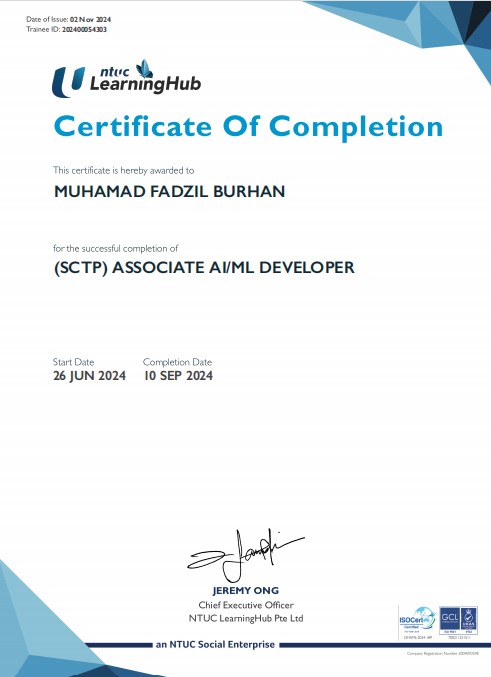 Date of Issue: 02 Nov 2024
Trainee ID: 202400054303
ntuc
LearningHub
Certificate Of Completion
This certificate is hereby awarded to
MUHAMAD FADZIL BURHAN
for the successful completion of
(SCTP) ASSOCIATE AI/ML DEVELOPER
Start Date Completion Date
26 JUN 2024 10 SEP 2024
JEREMY ONG
Chief Executive Officer
NTUC LearningHub Pte Ltd
ISOCert
Certified
GCL
UKAS
an NTUC Social Enterprise
Company Registration Number